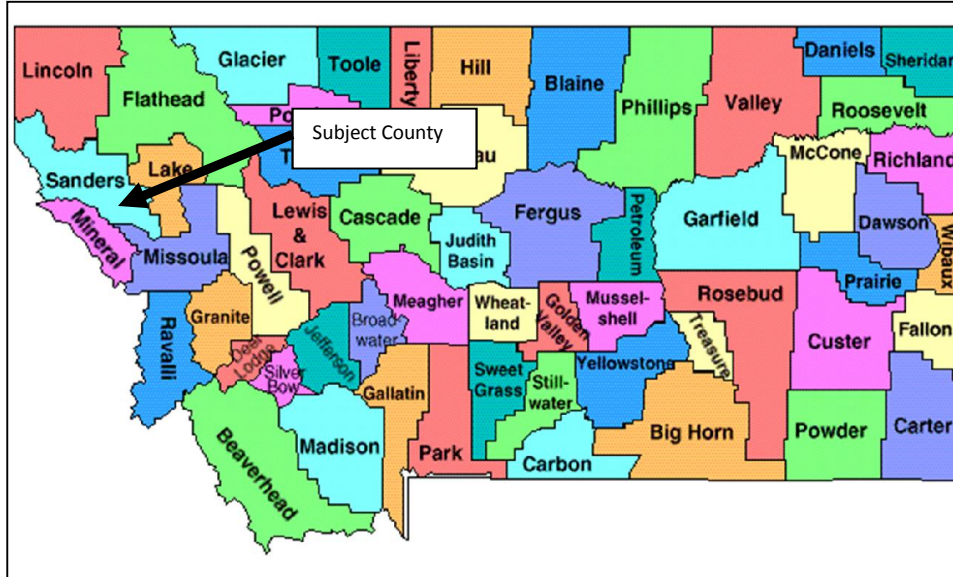 Lincoln
Flathead
Glacier
Toole
Liberty
Hill
Blaine
Phillips
Valley
Daniels
Sheridan
Roosevelt
Subject County
Sanders
Lake
McCone
Richland
Mineral
Missoula
Powell
Lewis
&
Clark
Cascade
Judith
Basin
Fergus
Petroleum
Garfield
Dawson
Wibaux
Prairie
Ravalli
Granite
Deer
Lodge
Silver
Bow
Jefferson
Broad-
water
Meagher
Wheat-
land
Golden
Valley
Mussel-
shell
Rosebud
Treasure
Custer
Fallon
Yellowstone
Sweet
Grass
Still-
water
Gallatin
Park
Beaverhead
Madison
Carbon
Big Horn
Powder
Carter